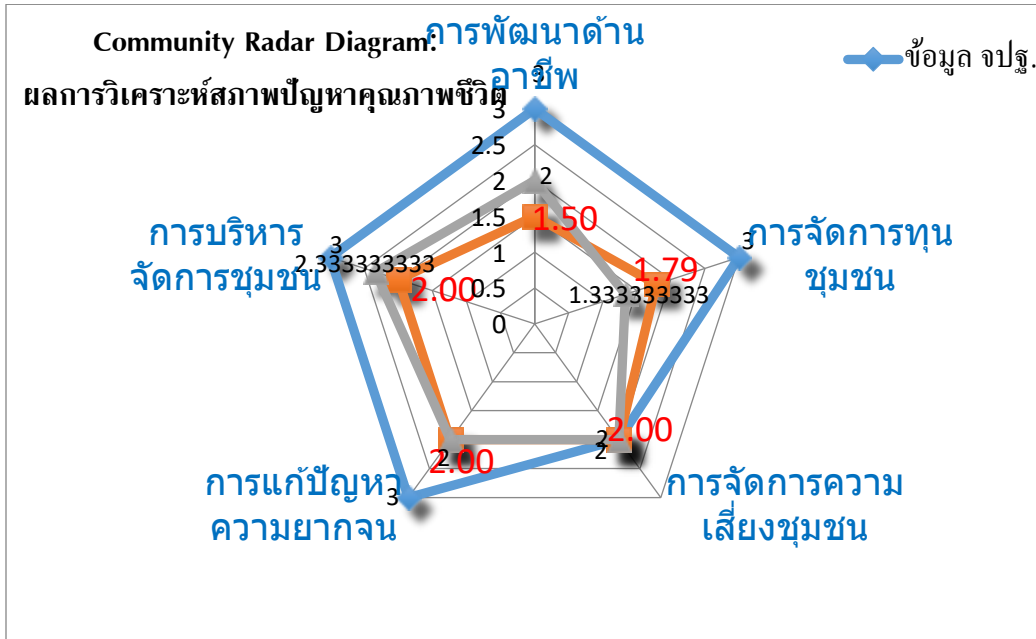 Community Radar Diagram:
ผลการวิเคราะห์สภาพปัญหาคุณภาพชีวิต
ข้อมูล จปฐ.
การพัฒนาด้าน
อาชีพ
3
3
2.5
2
1.5
1
0.5
0
2
1.50
การจัดการทุน
ชุมชน
3
1.79
1.333333333
การจัดการความ
เสี่ยงชุมชน
2
2.00
2
การแก้ปัญหา
ความยากจน
3
2
2.00
การบริหาร
จัดการชุมชน
3
2.333333333
2.00